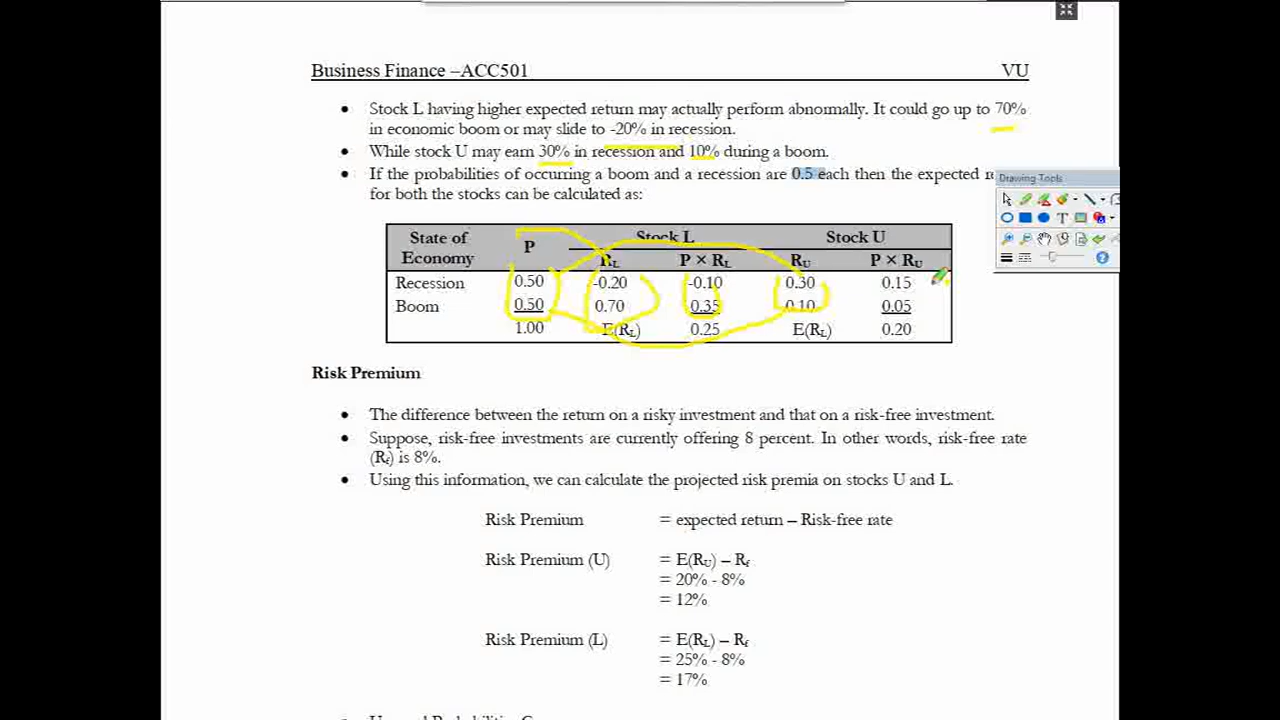 Business Finance –ACC501 VU
• Stock L having higher expected return may actually perform abnormally. It could go up to 70%
in economic boom or may slide to -20% in recession.
• While stock U may earn 30% in recession and 10% during a boom.
• If the probabilities of occurring a boom and a recession are 0.5 each then the expected
for both the stocks can be calculated as:
Drawing Tools
State of Economy P Stock L Stock U
RL P × RL RU P × RU
Recession 0.50 -0.20 -0.10 0.30 0.15
Boom 0.50 0.70 0.35 0.10 0.05
1.00 E(RL) 0.25 E(RL) 0.20
Risk Premium
• The difference between the return on a risky investment and that on a risk-free investment.
• Suppose, risk-free investments are currently offering 8 percent. In other words, risk-free rate
(Rf) is 8%.
• Using this information, we can calculate the projected risk premia on stocks U and L.
Risk Premium = expected return – Risk-free rate
Risk Premium (U) = E(RU) – Rf
= 20% - 8%
= 12%
Risk Premium (L) = E(RL) – Rf
= 25% - 8%
= 17%